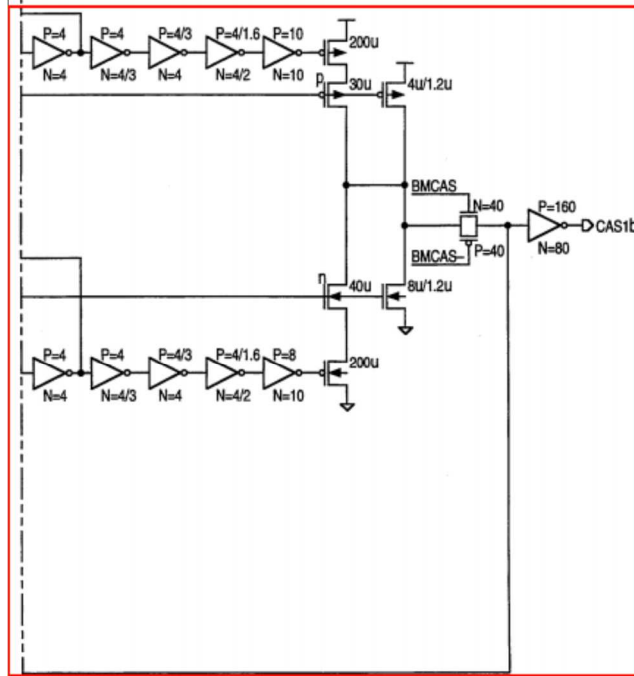 P=4 P=4 P=4/3 P=4/1.6 P=10 200u
N=4 N=4/3 N=4 N=4/2 N=10
p 30u 4u/1.2u
BMCAS
N=40 P=160
CAS1b
BMCAS- P=40 N=80
n 40u 8u/1.2u
P=4 P=4 P=4/3 P=4/1.6 P=8 200u
N=4 N=4/3 N=4 N=4/2 N=10